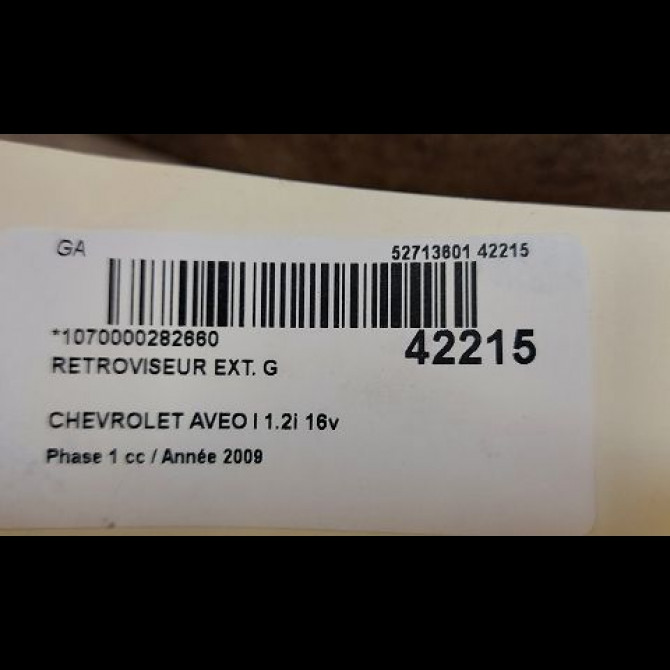 GA 52713601 42215
*1070000282660 42215
RETROVISEUR EXT. G
CHEVROLET AVEO I 1.2i 16v
Phase 1 cc / Année 2009